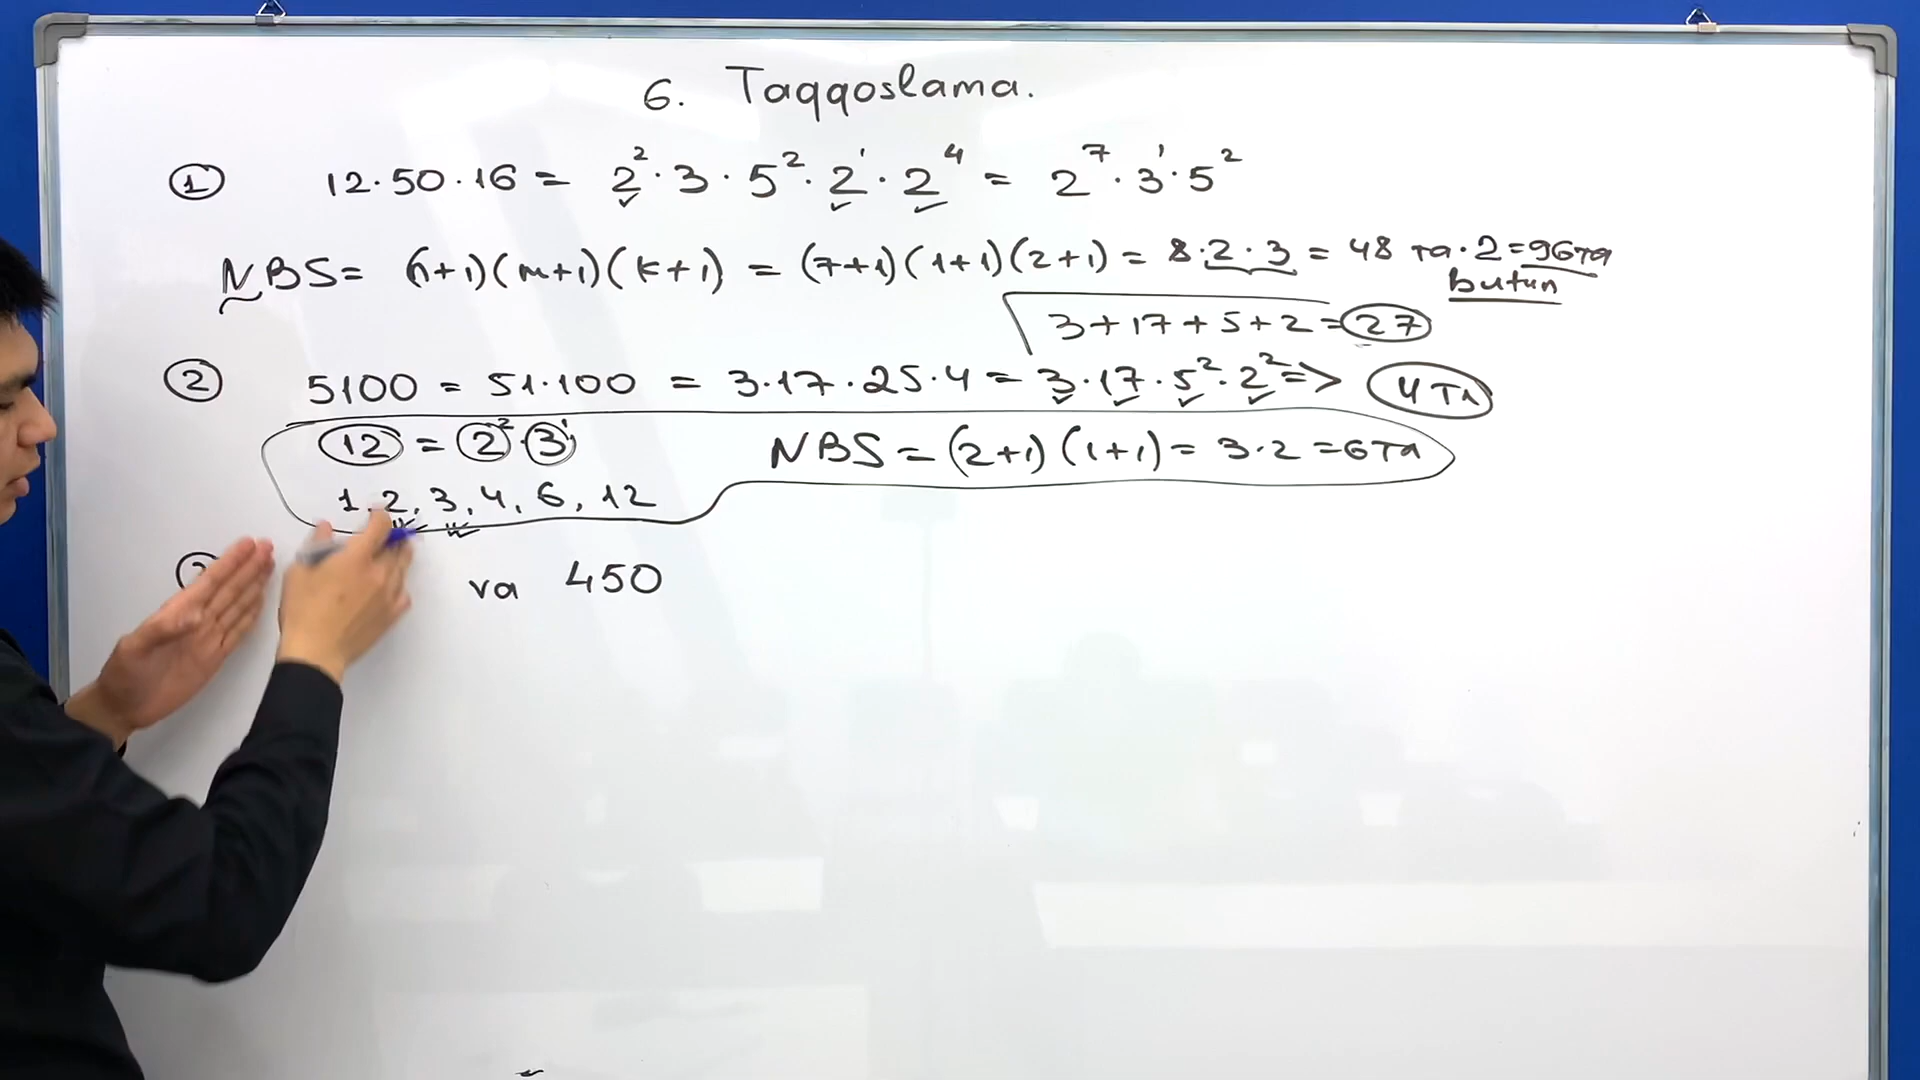 6. Taqqoslama.
① 12·50·16 = 2²·3·5²·2¹·2⁴ = 2⁷·3¹·5²
NBS = (n+1)(m+1)(k+1) = (7+1)(1+1)(2+1) = 8·2·3 = 48 ta·2=96ta
butun
3+17+5+2=27
② 5100 = 51·100 = 3·17·25·4 = 3·17·5²·2² => 4 ta
12 = 2²·3¹ NBS = (2+1)(1+1) = 3·2 = 6 ta
1, 2, 3, 4, 6, 12
va 450